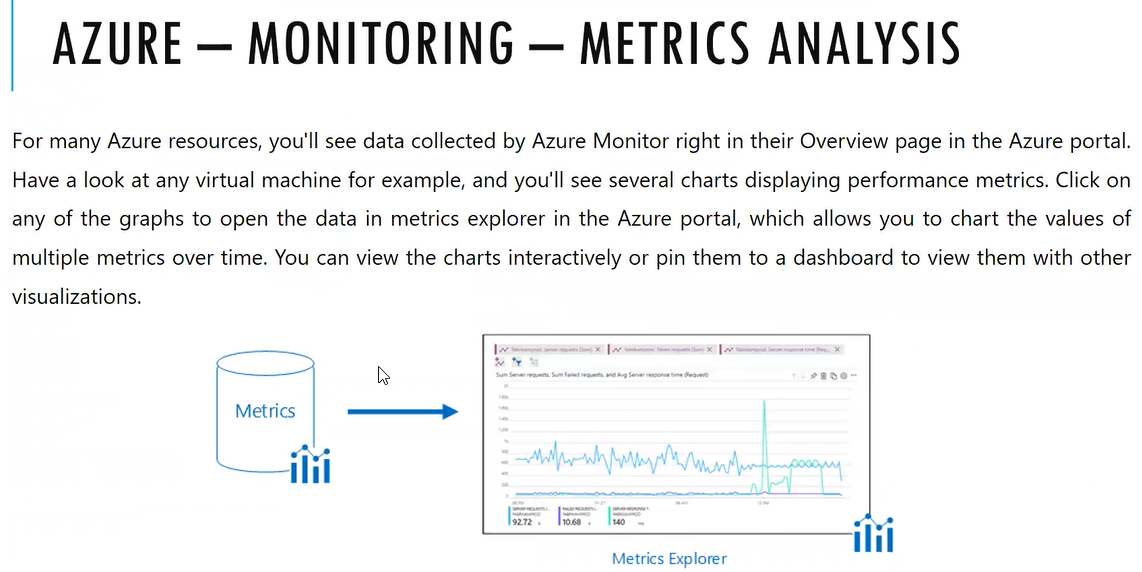 AZURE – MONITORING – METRICS ANALYSIS
For many Azure resources, you'll see data collected by Azure Monitor right in their Overview page in the Azure portal.
Have a look at any virtual machine for example, and you'll see several charts displaying performance metrics. Click on
any of the graphs to open the data in metrics explorer in the Azure portal, which allows you to chart the values of
multiple metrics over time. You can view the charts interactively or pin them to a dashboard to view them with other
visualizations.
Metrics
Sum Server requests, Sum Failed requests, and Avg Server response time (Request)
92.72
10.68
140
Metrics Explorer